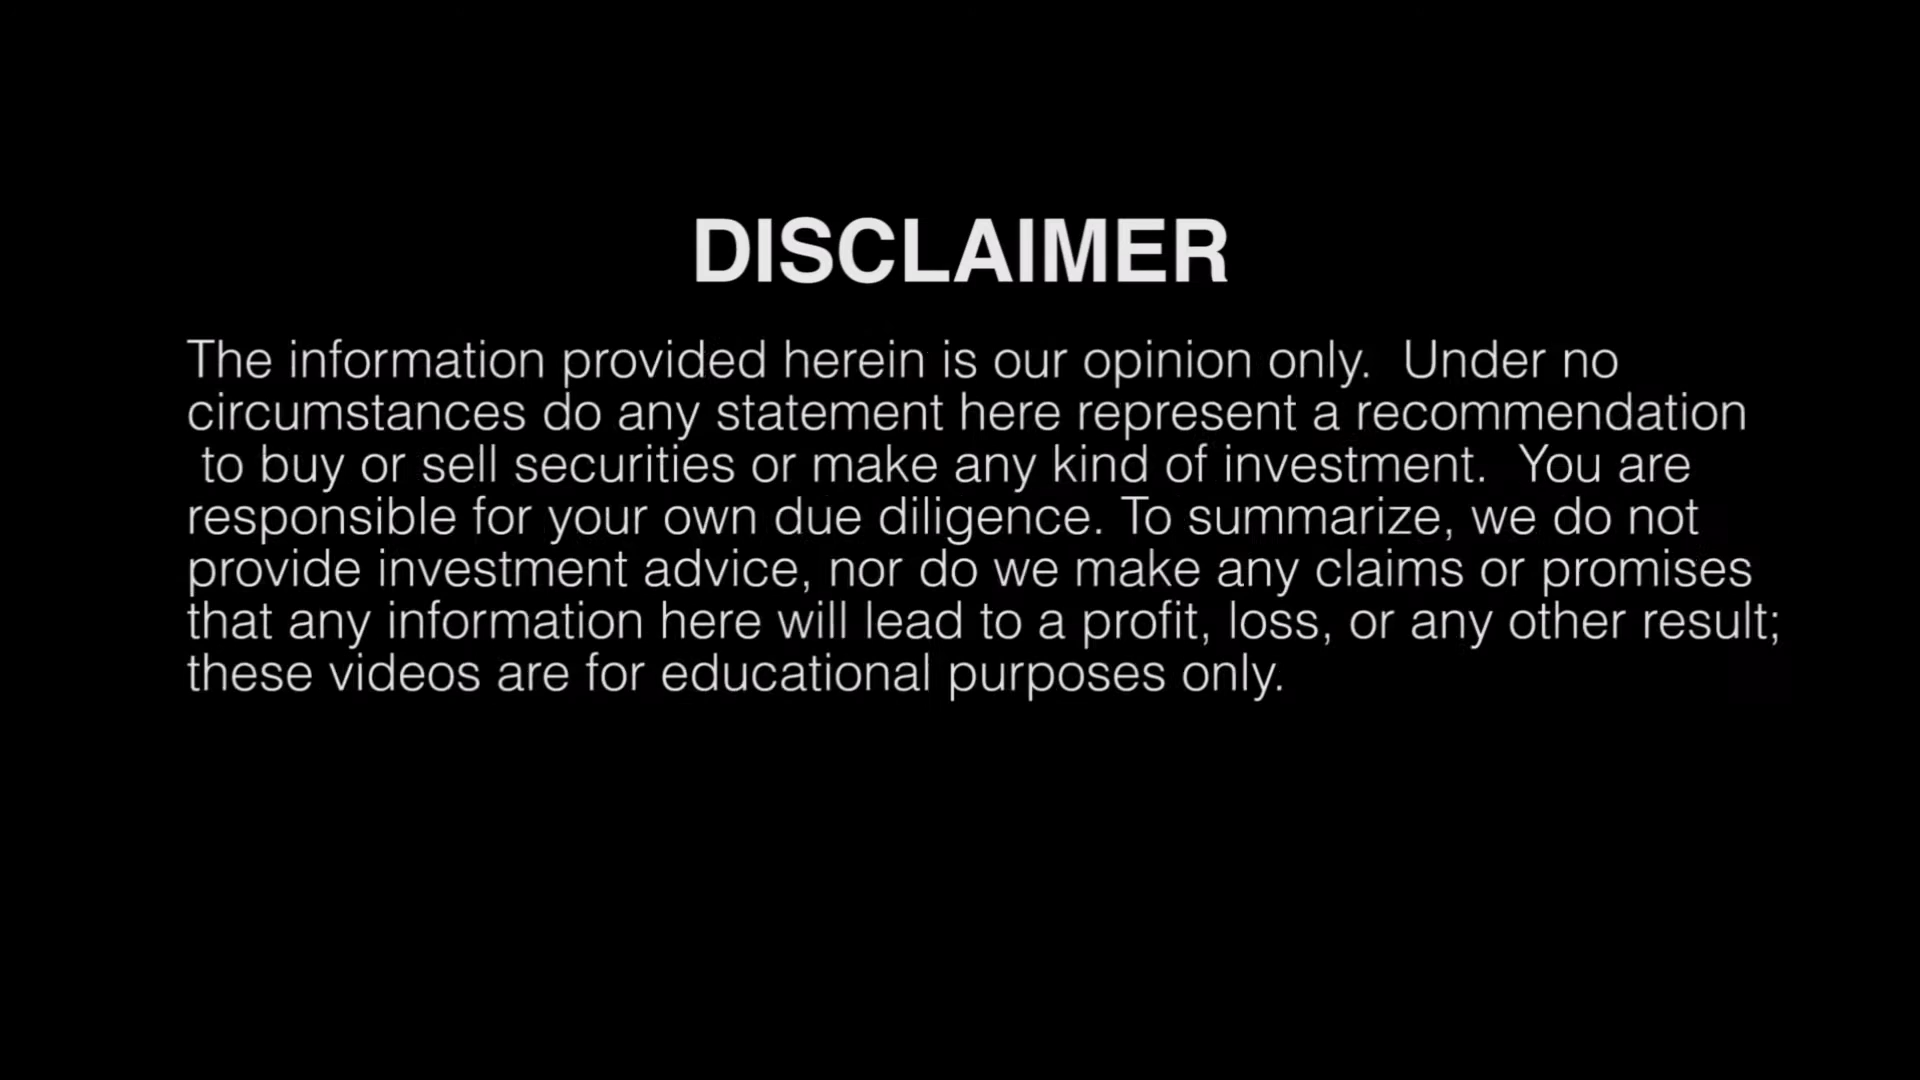 DISCLAIMER
The information provided herein is our opinion only.  Under no
circumstances do any statement here represent a recommendation
to buy or sell securities or make any kind of investment.  You are
responsible for your own due diligence. To summarize, we do not
provide investment advice, nor do we make any claims or promises
that any information here will lead to a profit, loss, or any other result;
these videos are for educational purposes only.